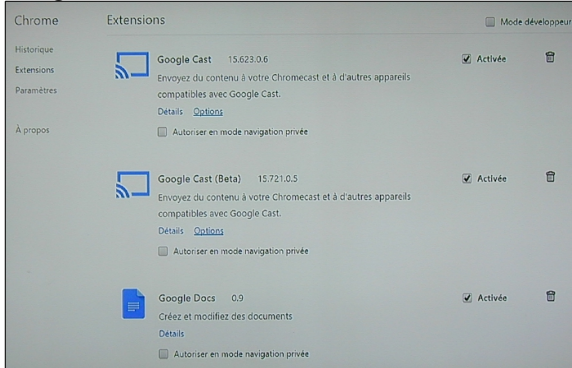 Chrome
Extensions
Mode développeur
Historique
Extensions
Paramètres
À propos
Google Cast 15.623.0.6
Activée
Envoyez du contenu à votre Chromecast et à d'autres appareils
compatibles avec Google Cast.
Détails Options
Autoriser en mode navigation privée
Google Cast (Beta) 15.721.0.5
Activée
Envoyez du contenu à votre Chromecast et à d'autres appareils
compatibles avec Google Cast.
Détails Options
Autoriser en mode navigation privée
Google Docs 0.9
Activée
Créez et modifiez des documents
Détails
Autoriser en mode navigation privée